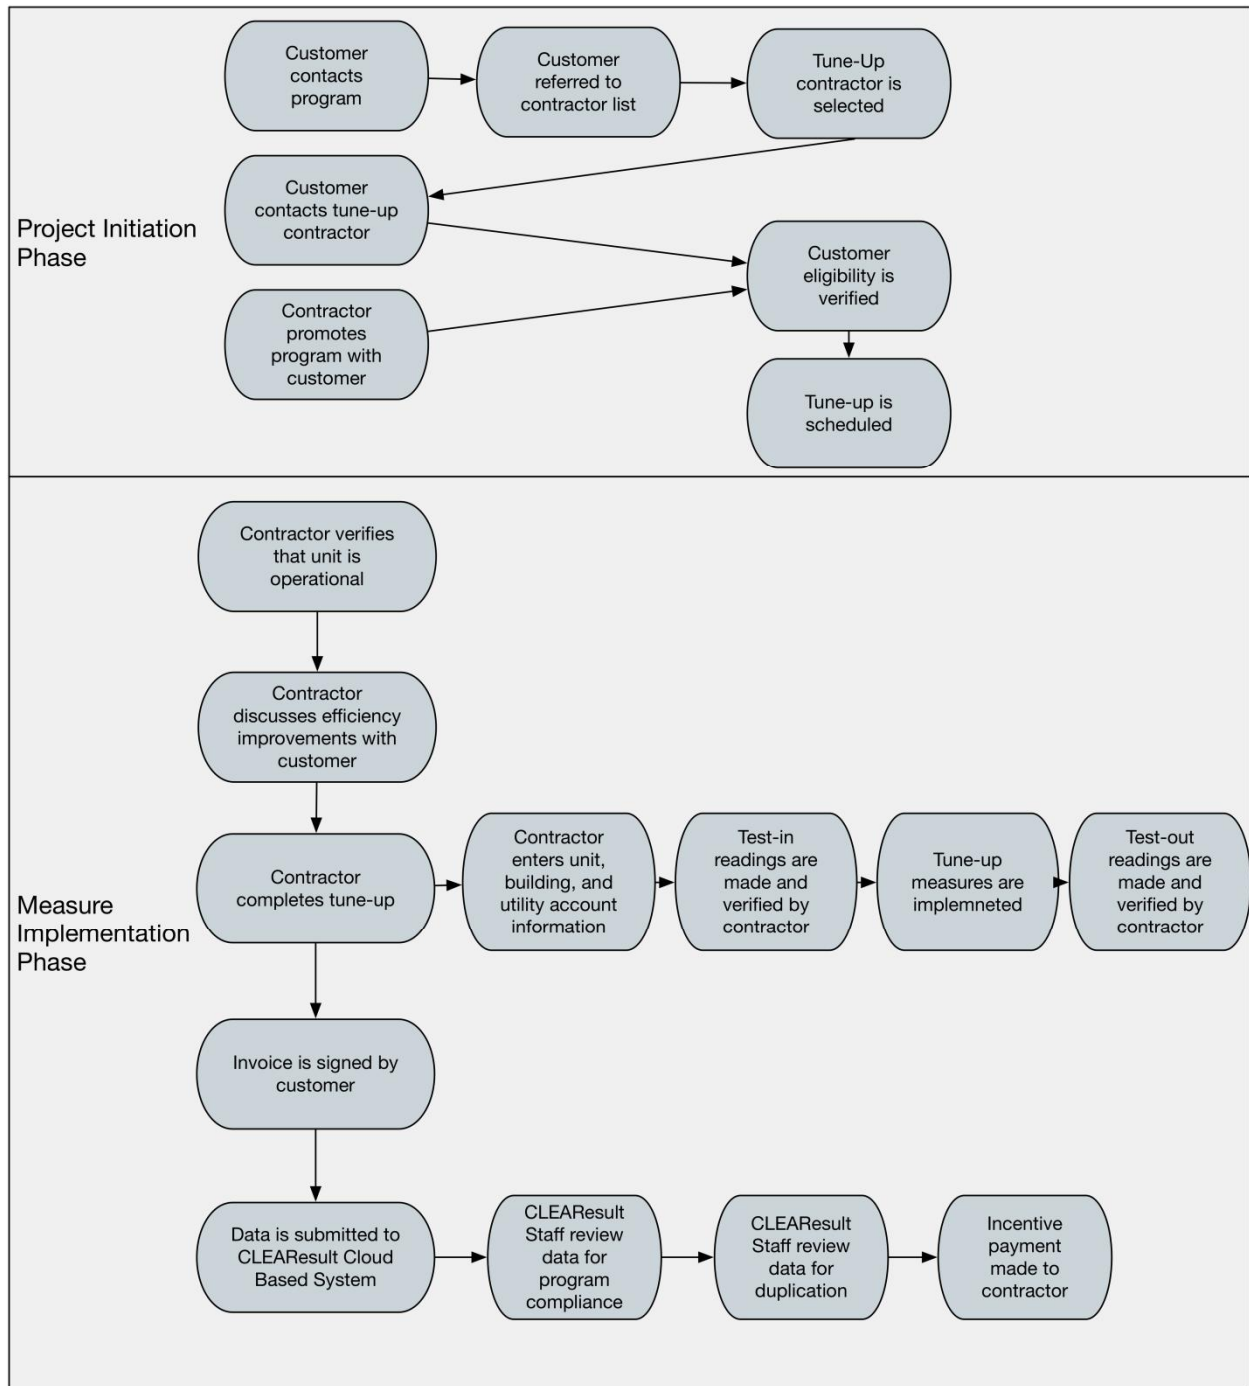 Customer
contacts
program
Customer
referred to
contractor list
Tune-Up
contractor is
selected
Customer
contacts tune-up
contractor
Project Initiation
Phase
Customer
eligibility is
verified
Contractor
promotes
program with
customer
Tune-up is
scheduled
Contractor verifies
that unit is
operational
Contractor
discusses efficiency
improvements with
customer
Measure
Implementation
Phase
Contractor
completes tune-up
Contractor
enters unit,
building, and
utility account
information
Test-in
readings are
made and
verified by
contractor
Tune-up
measures are
implemneted
Test-out
readings are
made and
verified by
contractor
Invoice is signed by
customer
Data is submitted to
CLEAResult Cloud
Based System
CLEAResult
Staff review
data for
program
compliance
CLEAResult
Staff review
data for
duplication
Incentive
payment
made to
contractor